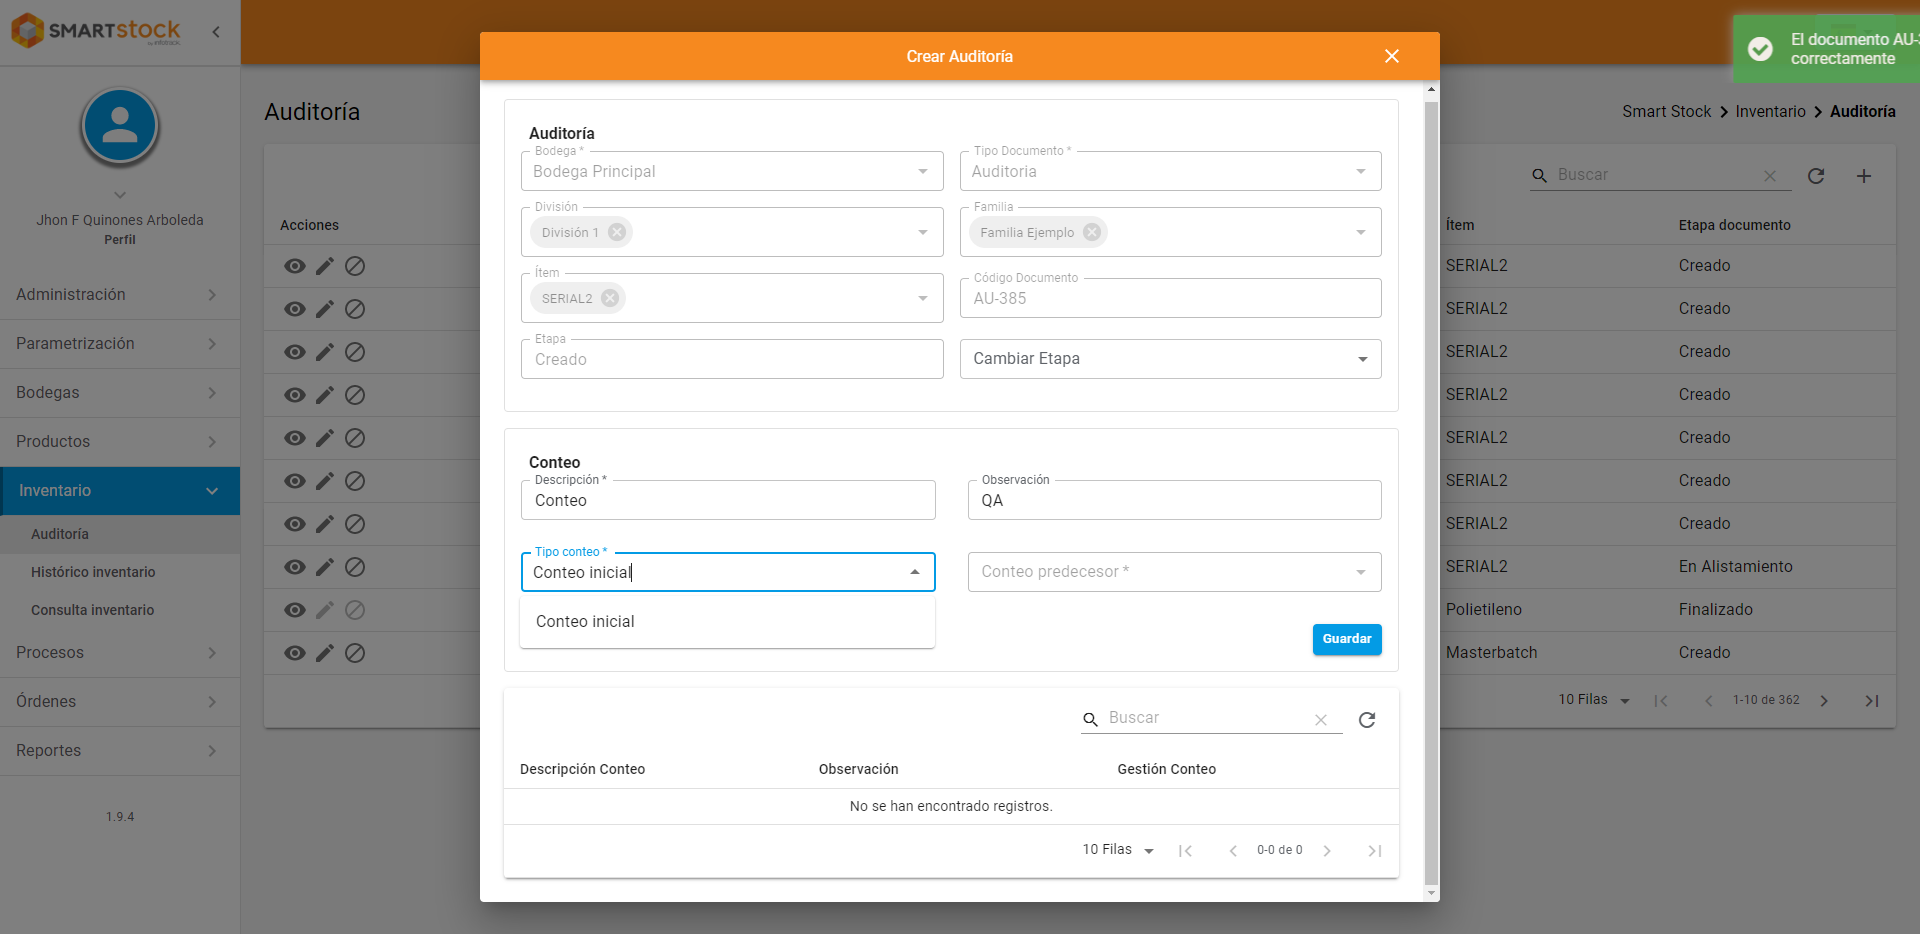 SMARTSTOCK
by infotrack
Jhon F Quinones Arboleda
Perfil
Administración
Parametrización
Bodegas
Productos
Inventario
Auditoría
Histórico inventario
Consulta inventario
Procesos
Órdenes
Reportes
1.9.4
Auditoría
Smart Stock > Inventario > Auditoría
El documento AU-3
correctamente
Buscar
Acciones
Ítem Etapa documento
SERIAL2 Creado
SERIAL2 Creado
SERIAL2 Creado
SERIAL2 Creado
SERIAL2 Creado
SERIAL2 Creado
SERIAL2 Creado
SERIAL2 En Alistamiento
Polietileno Finalizado
Masterbatch Creado
10 Filas 1-10 de 362
Crear Auditoría
Auditoría
Bodega * Tipo Documento *
Bodega Principal Auditoria
División Familia
División 1 Familia Ejemplo
Ítem Código Documento
SERIAL2 AU-385
Etapa
Creado Cambiar Etapa
Conteo
Descripción * Observación
Conteo QA
Tipo conteo *
Conteo inicial Conteo predecesor *
Conteo inicial
Guardar
Buscar
Descripción Conteo Observación Gestión Conteo
No se han encontrado registros.
10 Filas 0-0 de 0